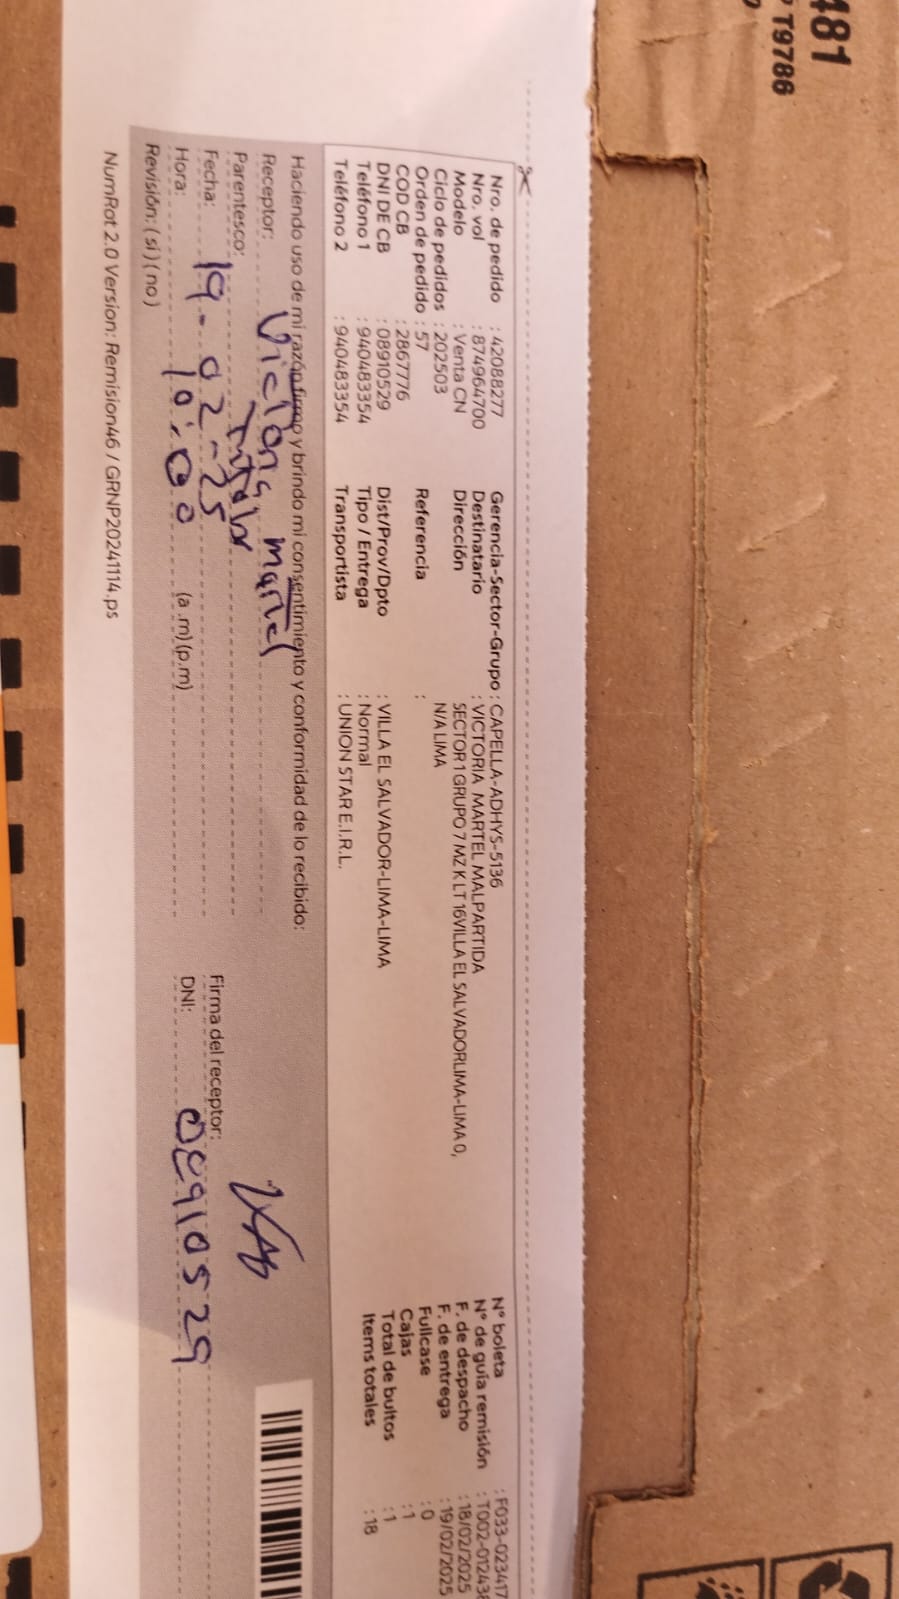 481
T9786
Nro. de pedido : 42088277
Nro. vol : 874964700
Modelo : Venta CN
Ciclo de pedidos : 202503
Orden de pedido : 57
COD CB : 2867776
DNI DE CB : 08910529
Teléfono 1 : 940483354
Teléfono 2 : 940483354
Gerencia-Sector-Grupo : CAPELLA-ADHYS-5136
Destinatario : VICTORIA MARTEL MALPARTIDA
Dirección SECTOR 1 GRUPO 7 MZ K LT 16VILLA EL SALVADORLIMA-LIMA 0,
N/A LIMA
Referencia :
Dist/Prov/Dpto : VILLA EL SALVADOR-LIMA-LIMA
Tipo / Entrega : Normal
Transportista : UNION STAR E.I.R.L.
N° boleta : F033-023417
N° de guía remisión : T002-012438
F. de despacho : 18/02/2025
F. de entrega : 19/02/2025
Fullcase : 0
Cajas : 1
Total de bultos : 1
Items totales : 18
Haciendo uso de mi razón firmo y brindo mi consentimiento y conformidad de lo recibido:
Receptor: Victoria Martel
Parentesco: Titular
Fecha: 19-02-25
Hora: 10:00 (a.m)(p.m)
Revisión: (si)(no)
Firma del receptor:
DNI: 08910529
NumRot 2.0 Version: Remision46 / GRNP20241114.ps